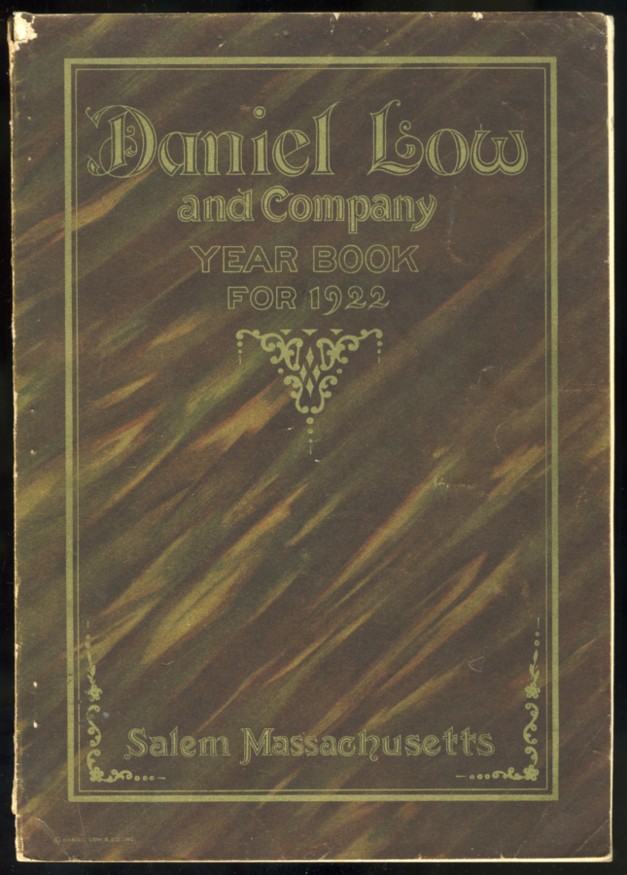 Daniel Low
and Company
YEAR BOOK
FOR 1922
Salem Massachusetts